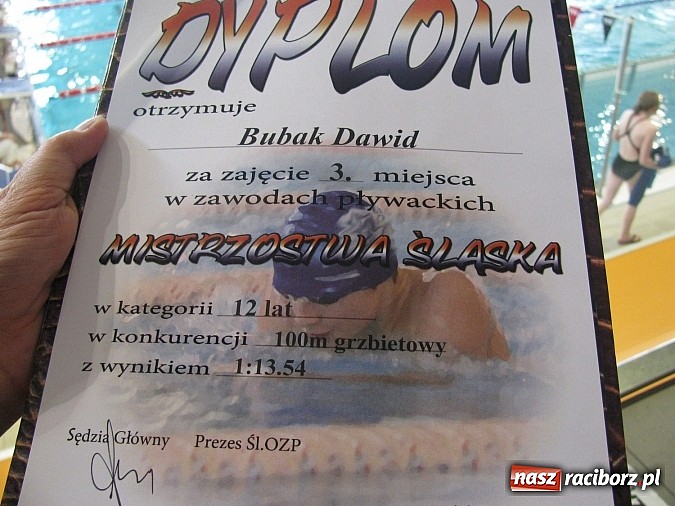 DYPLOM
otrzymuje
Bubak Dawid
za zajęcie 3. miejsca
w zawodach pływackich
MISTRZOSTWA ŚLĄSKA
w kategorii 12 lat
w konkurencji 100m grzbietowy
z wynikiem 1:13.54
Sędzia Główny Prezes Śl.OZP
nasz raciborz.pl